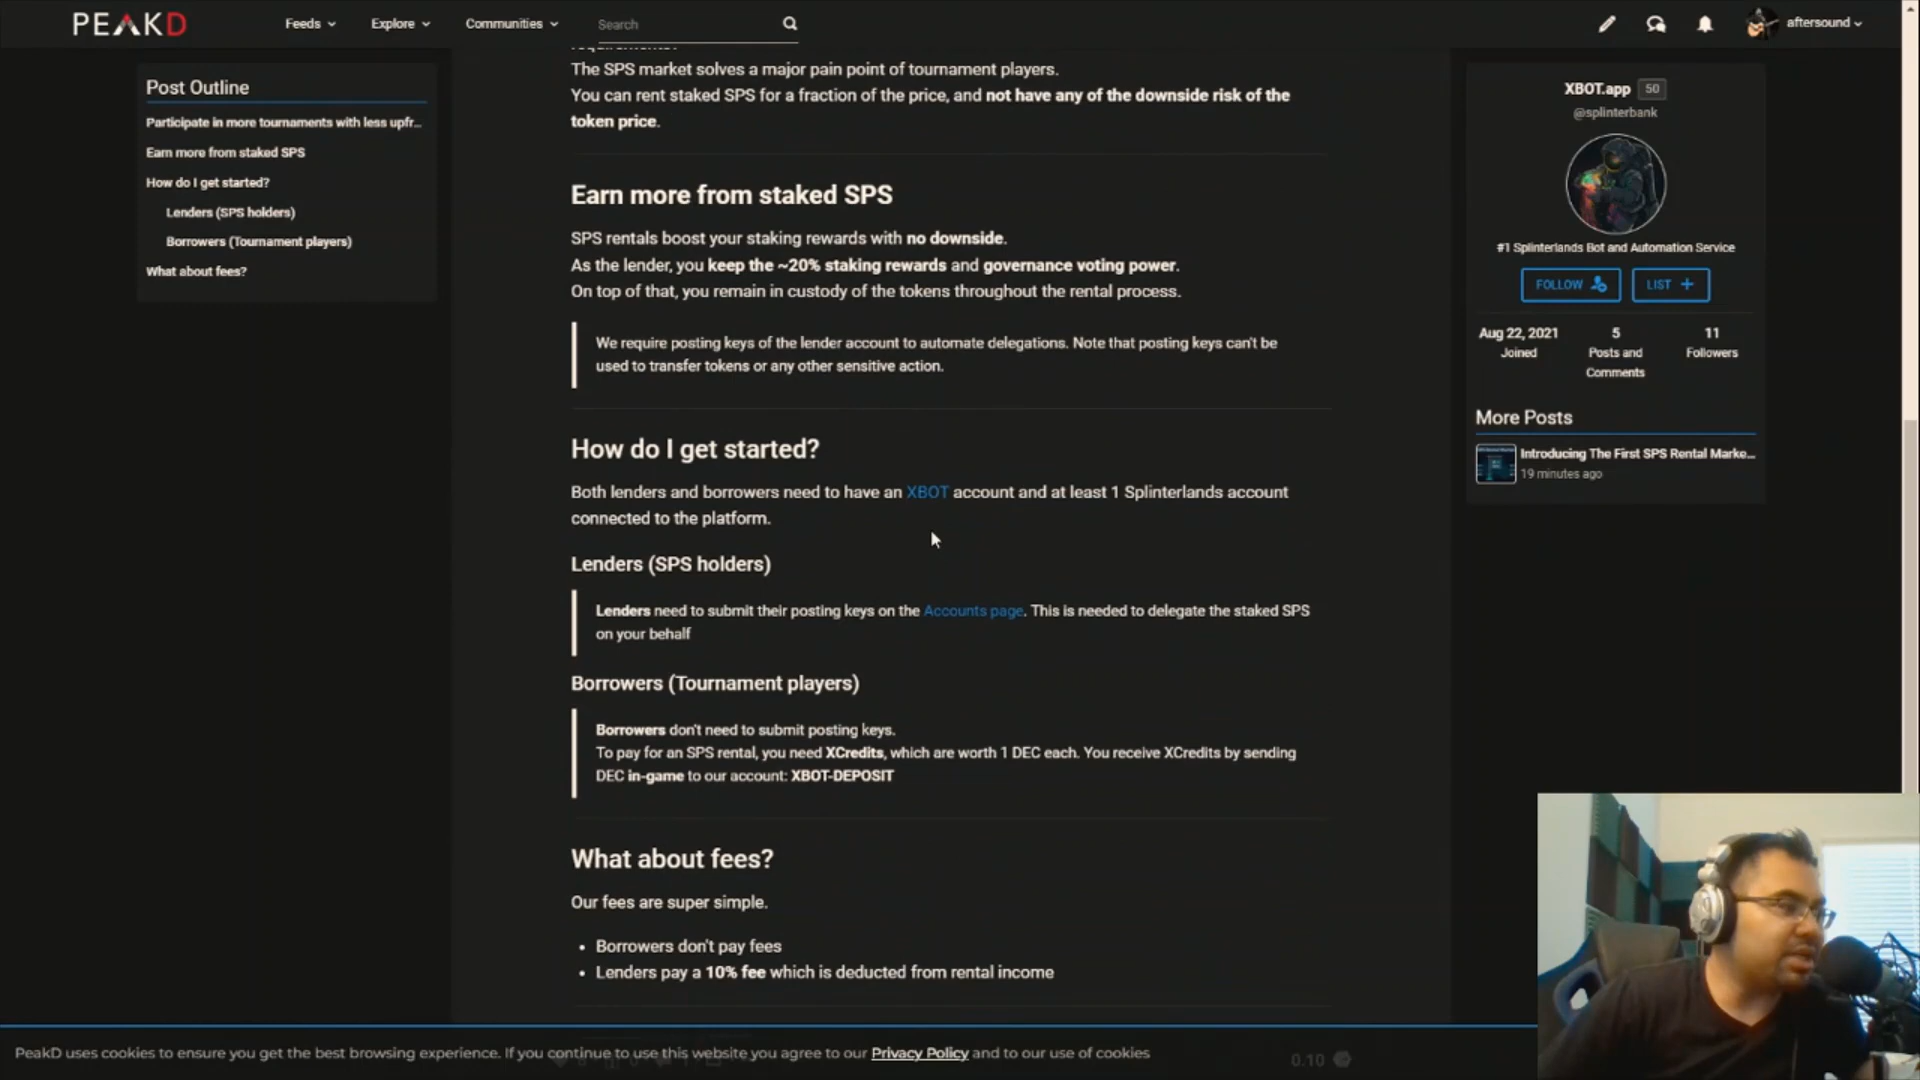 PEAKD
Feeds
Explore
Communities
Search
aftersound
Post Outline
Participate in more tournaments with less upfr...
Earn more from staked SPS
How do I get started?
Lenders (SPS holders)
Borrowers (Tournament players)
What about fees?
The SPS market solves a major pain point of tournament players.
You can rent staked SPS for a fraction of the price, and not have any of the downside risk of the
token price.
Earn more from staked SPS
SPS rentals boost your staking rewards with no downside.
As the lender, you keep the ~20% staking rewards and governance voting power.
On top of that, you remain in custody of the tokens throughout the rental process.
We require posting keys of the lender account to automate delegations. Note that posting keys can't be
used to transfer tokens or any other sensitive action.
How do I get started?
Both lenders and borrowers need to have an XBOT account and at least 1 Splinterlands account
connected to the platform.
Lenders (SPS holders)
Lenders need to submit their posting keys on the Accounts page. This is needed to delegate the staked SPS
on your behalf
Borrowers (Tournament players)
Borrowers don't need to submit posting keys.
To pay for an SPS rental, you need XCredits, which are worth 1 DEC each. You receive XCredits by sending
DEC in-game to our account: XBOT-DEPOSIT
What about fees?
Our fees are super simple.
• Borrowers don't pay fees
• Lenders pay a 10% fee which is deducted from rental income
XBOT.app 50
@splinterbank
#1 Splinterlands Bot and Automation Service
FOLLOW
LIST +
Aug 22, 2021 5 11
Joined Posts and Followers
Comments
More Posts
Introducing The First SPS Rental Marke...
19 minutes ago
PeakD uses cookies to ensure you get the best browsing experience. If you continue to use this website you agree to our Privacy Policy and to our use of cookies
0.10